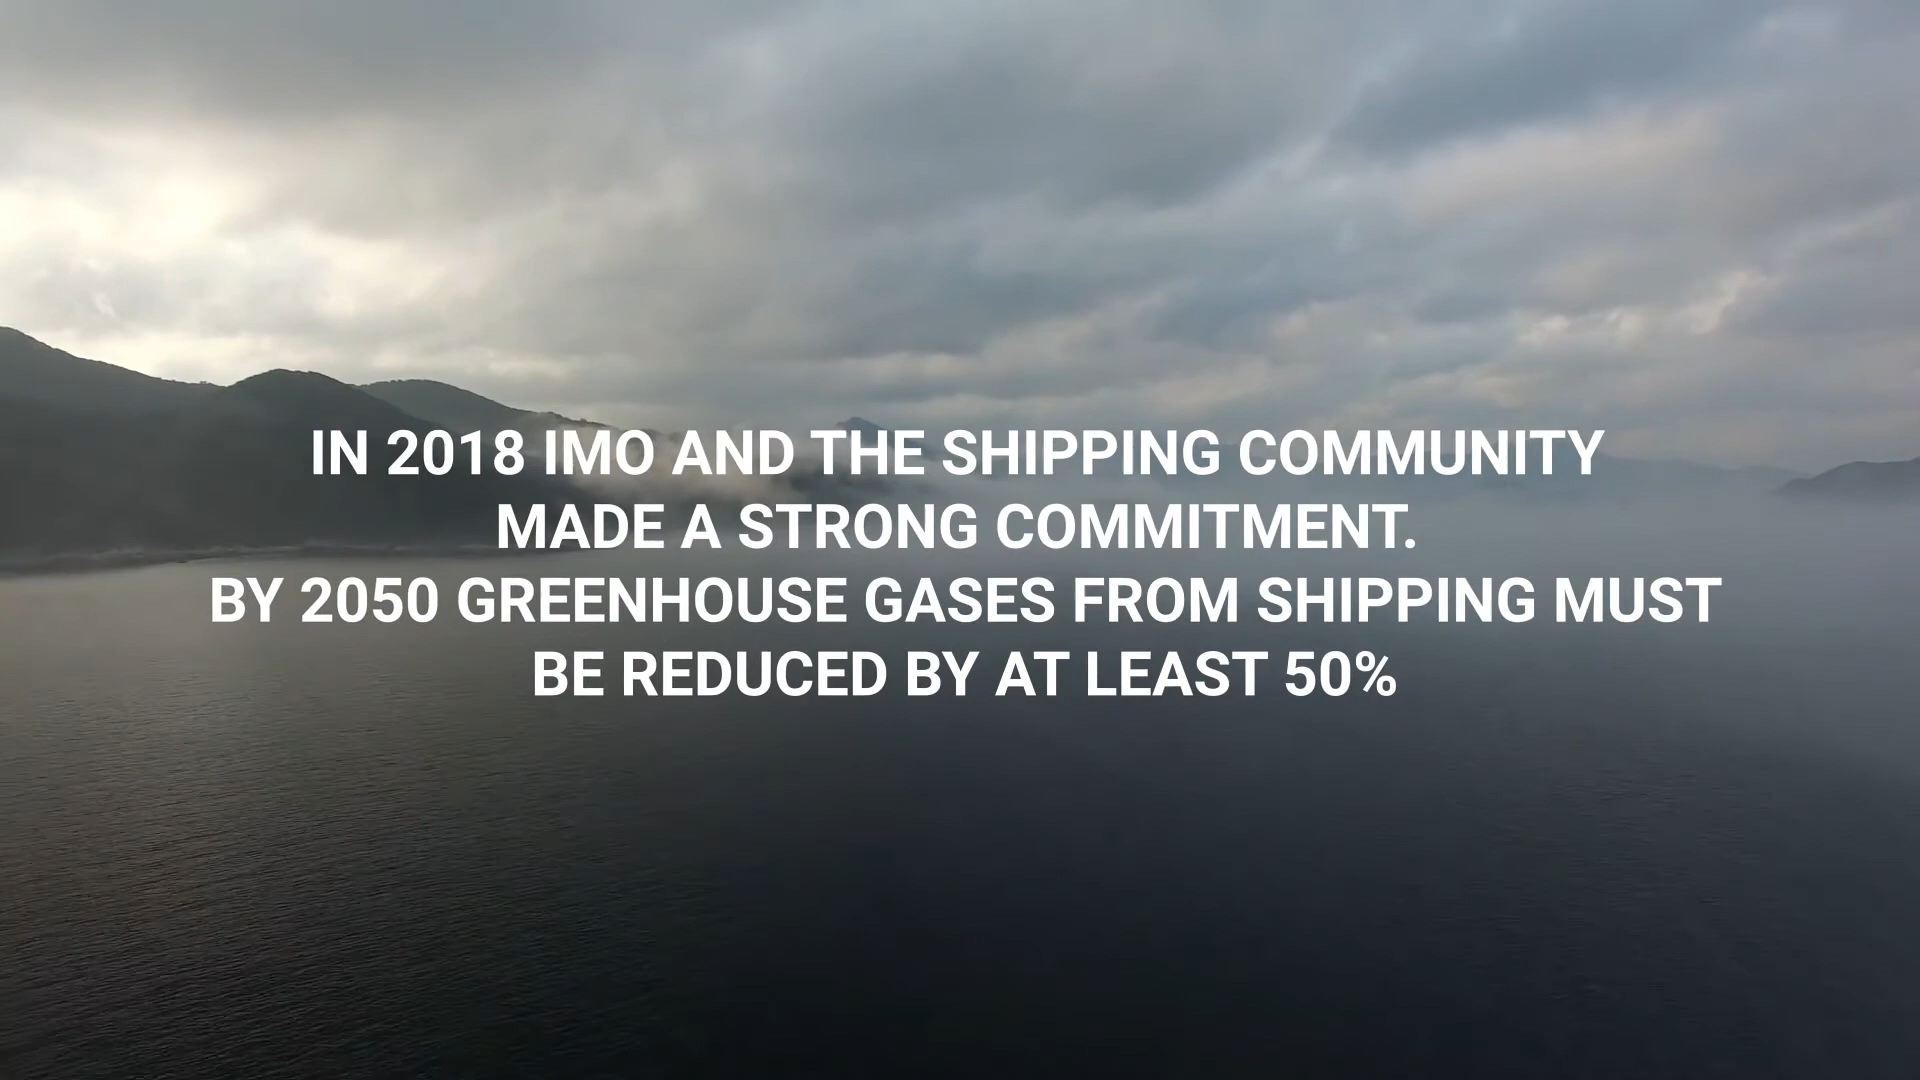 IN 2018 IMO AND THE SHIPPING COMMUNITY
MADE A STRONG COMMITMENT.
BY 2050 GREENHOUSE GASES FROM SHIPPING MUST
BE REDUCED BY AT LEAST 50%